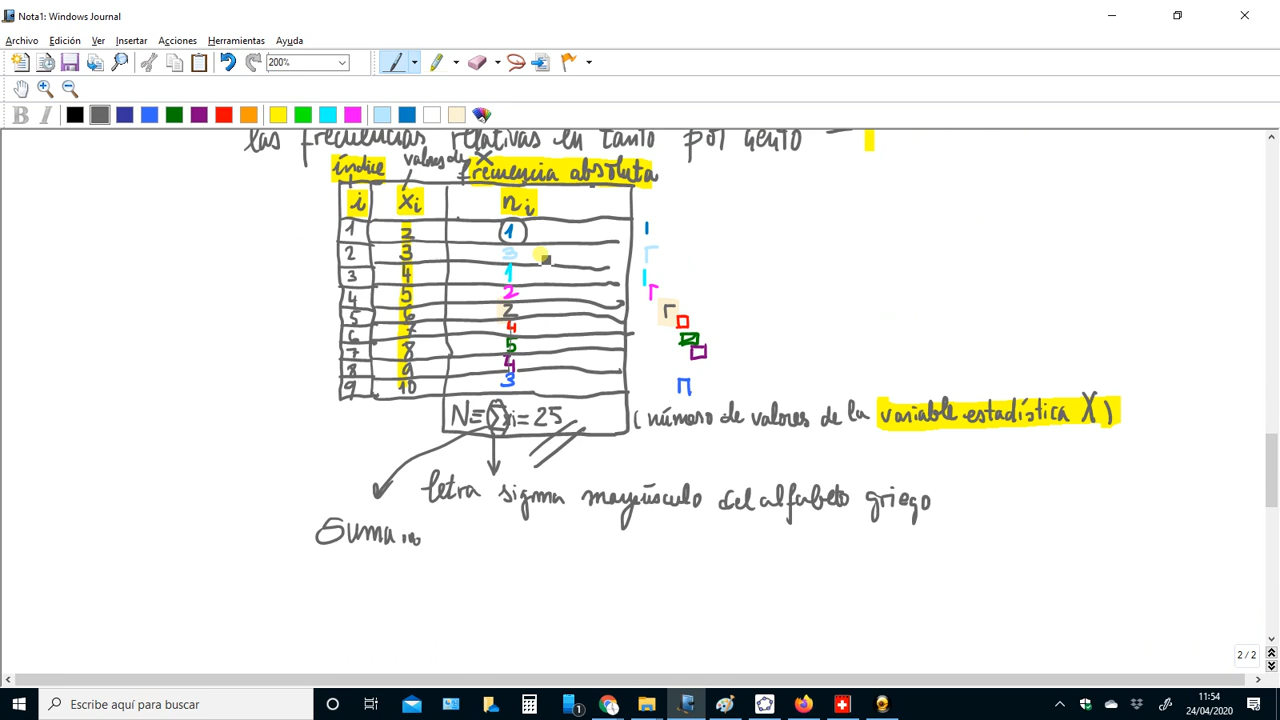 Nota1: Windows Journal
Archivo Edición Ver Insertar Acciones Herramientas Ayuda
200%
B I
las frecuencias relativas en tanto por ciento
índice valores de X Frecuencia absoluta
i xi ni
1 2 1
2 3 3
3 4 1
4 5 2
5 6 2
6 7 4
7 8 5
8 9 4
9 10 3
N = ∑ni = 25 (número de valores de la variable estadística X)
letra sigma mayúsculo del alfabeto griego
Suma...
2 / 2
Escribe aquí para buscar
1
11:54
24/04/2020